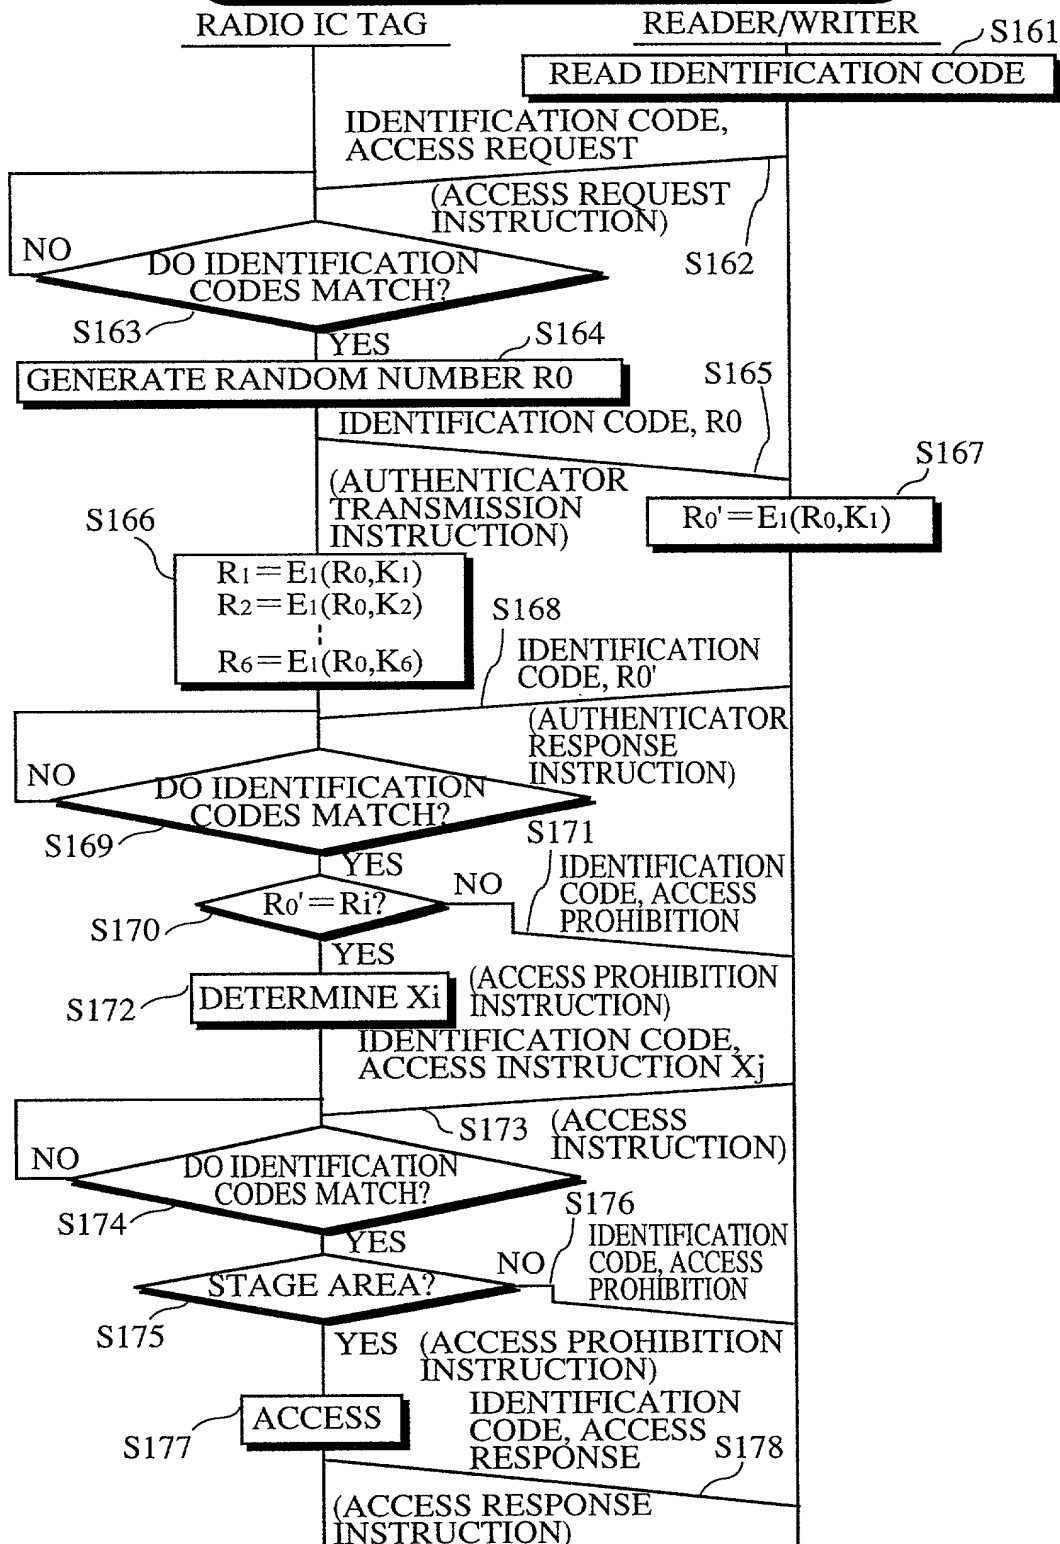 RADIO IC TAG
READER/WRITER
S161
READ IDENTIFICATION CODE
IDENTIFICATION CODE,
ACCESS REQUEST
(ACCESS REQUEST
INSTRUCTION)
S162
NO
DO IDENTIFICATION
CODES MATCH?
S163
YES
S164
GENERATE RANDOM NUMBER R0
S165
IDENTIFICATION CODE, R0
(AUTHENTICATOR
TRANSMISSION
INSTRUCTION)
S167
R0'=E1(R0,K1)
S166
R1=E1(R0,K1)
R2=E1(R0,K2)
R6=E1(R0,K6)
S168
IDENTIFICATION
CODE, R0'
(AUTHENTICATOR
RESPONSE
INSTRUCTION)
NO
DO IDENTIFICATION
CODES MATCH?
S169
YES
S171
IDENTIFICATION
CODE, ACCESS
PROHIBITION
NO
R0'=Ri?
S170
YES
(ACCESS PROHIBITION
INSTRUCTION)
S172
DETERMINE Xi
IDENTIFICATION CODE,
ACCESS INSTRUCTION Xj
S173
(ACCESS
INSTRUCTION)
NO
DO IDENTIFICATION
CODES MATCH?
S174
YES
S176
IDENTIFICATION
CODE, ACCESS
PROHIBITION
NO
STAGE AREA?
S175
YES
(ACCESS PROHIBITION
INSTRUCTION)
ACCESS
S177
IDENTIFICATION
CODE, ACCESS
RESPONSE
S178
(ACCESS RESPONSE
INSTRUCTION)